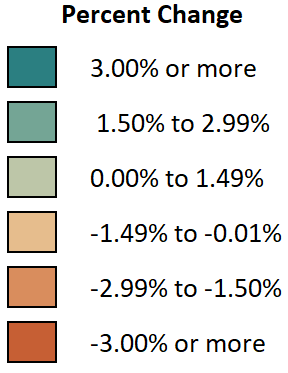 Percent Change
3.00% or more
1.50% to 2.99%
0.00% to 1.49%
-1.49% to -0.01%
-2.99% to -1.50%
-3.00% or more